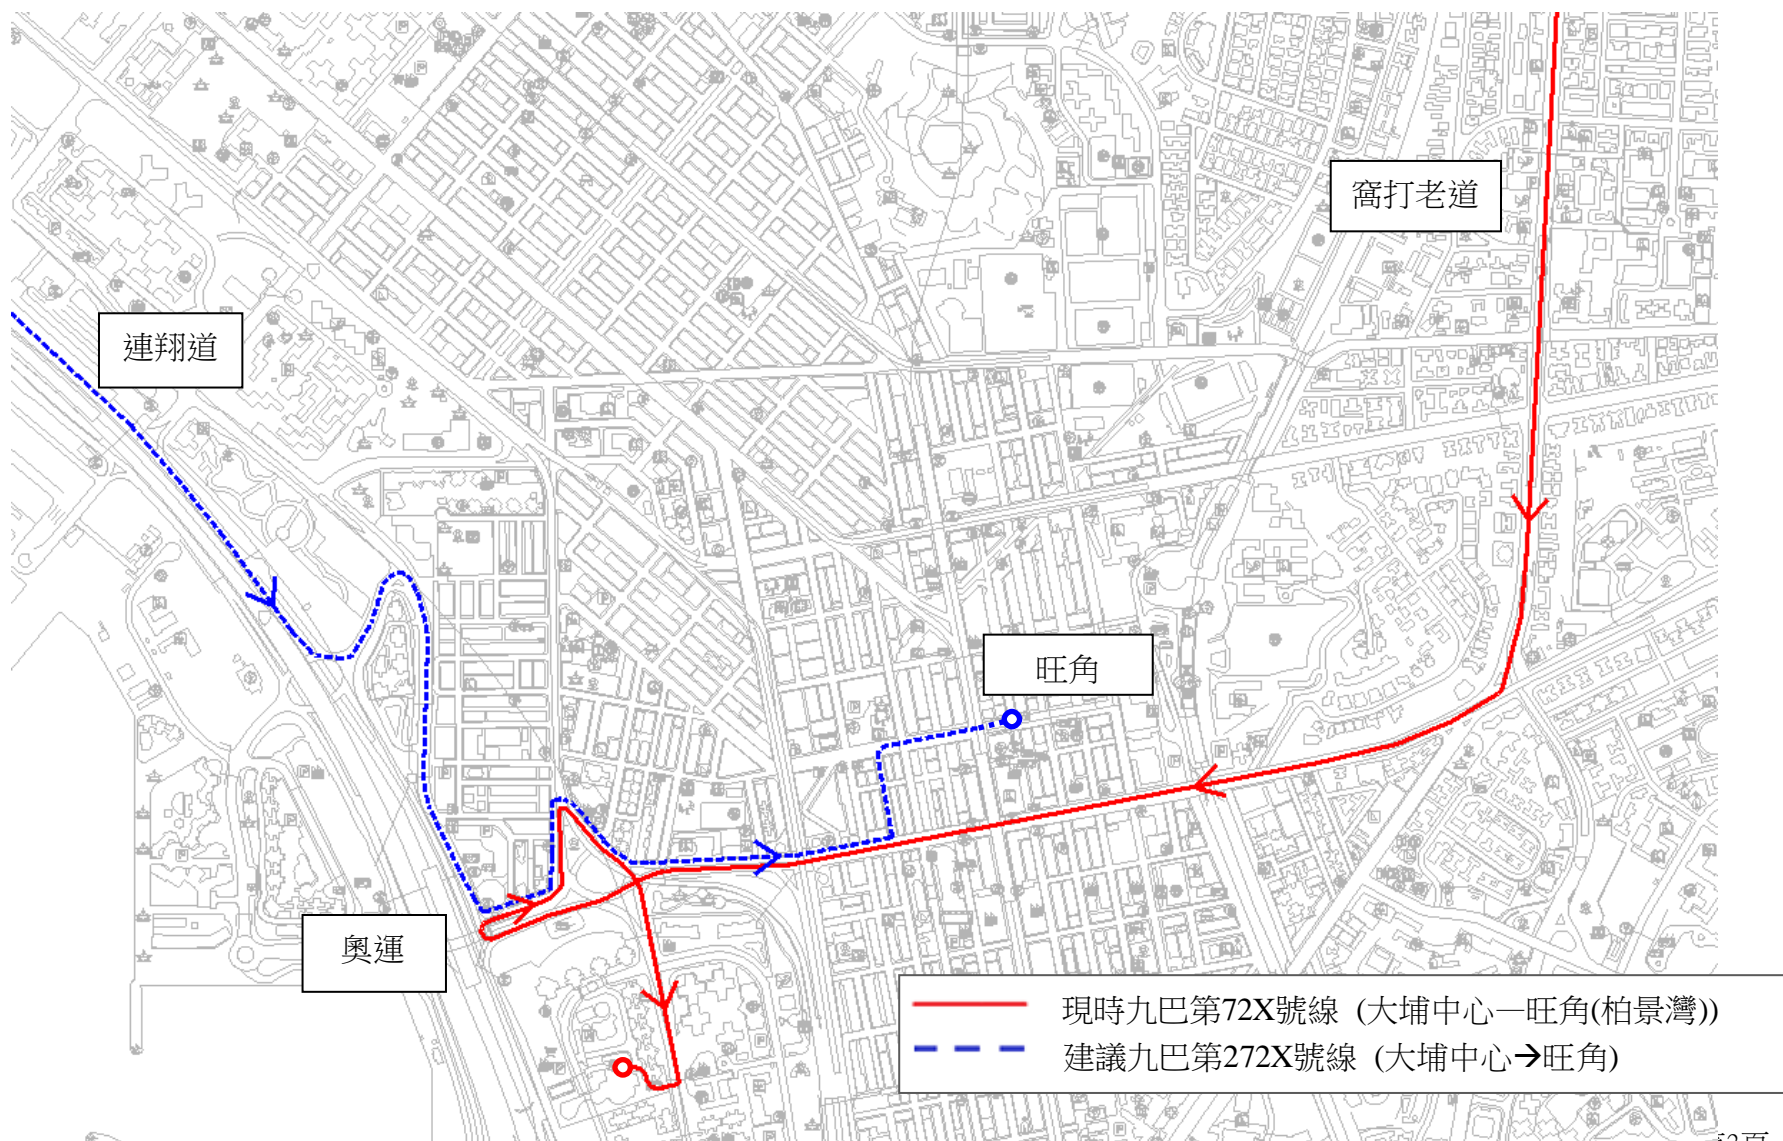 窩打老道
連翔道
旺角
奧運
現時九巴第72X號線 (大埔中心—旺角(柏景灣))
建議九巴第272X號線 (大埔中心→旺角)